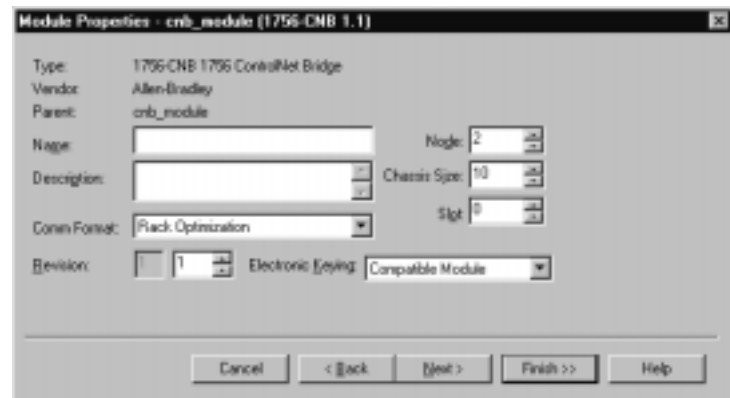 Module Properties - cnb_module (1756-CNB 1.1)
Type: 1756-CNB 1756 ControlNet Bridge
Vendor: Allen-Bradley
Parent: cnb_module
Name: Node: 2
Description: Chassis Size: 10
Slot: 0
Comm Format: Rack Optimization
Revision: 1 1 Electronic Keying: Compatible Module
Cancel < Back Next > Finish >> Help